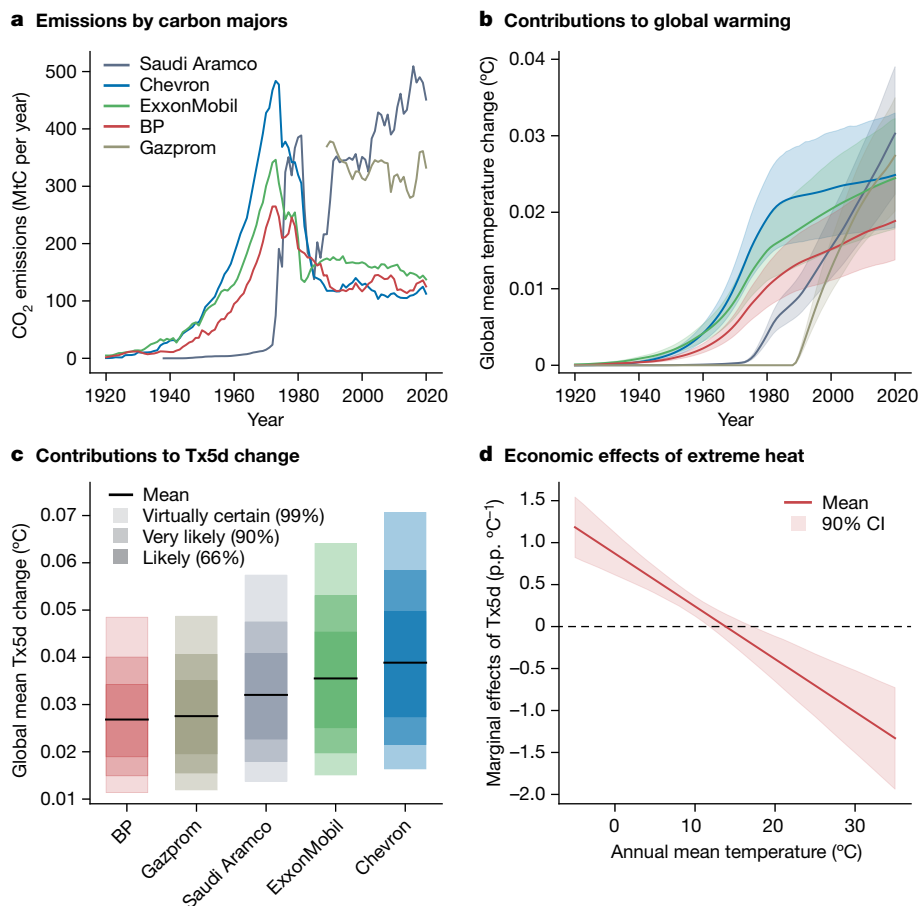 a Emissions by carbon majors
CO2 emissions (MtC per year)
500
400
300
200
100
0
Saudi Aramco
Chevron
ExxonMobil
BP
Gazprom
1920
1940
1960
1980
2000
2020
Year
b Contributions to global warming
Global mean temperature change (°C)
0.04
0.03
0.02
0.01
0
1920
1940
1960
1980
2000
2020
Year
c Contributions to Tx5d change
Global mean Tx5d change (°C)
0.07
0.06
0.05
0.04
0.03
0.02
0.01
Mean
Virtually certain (99%)
Very likely (90%)
Likely (66%)
BP
Gazprom
Saudi Aramco
ExxonMobil
Chevron
d Economic effects of extreme heat
Marginal effects of Tx5d (p.p. °C−1)
1.5
1.0
0.5
0
−0.5
−1.0
−1.5
−2.0
Mean
90% CI
0
10
20
30
Annual mean temperature (°C)